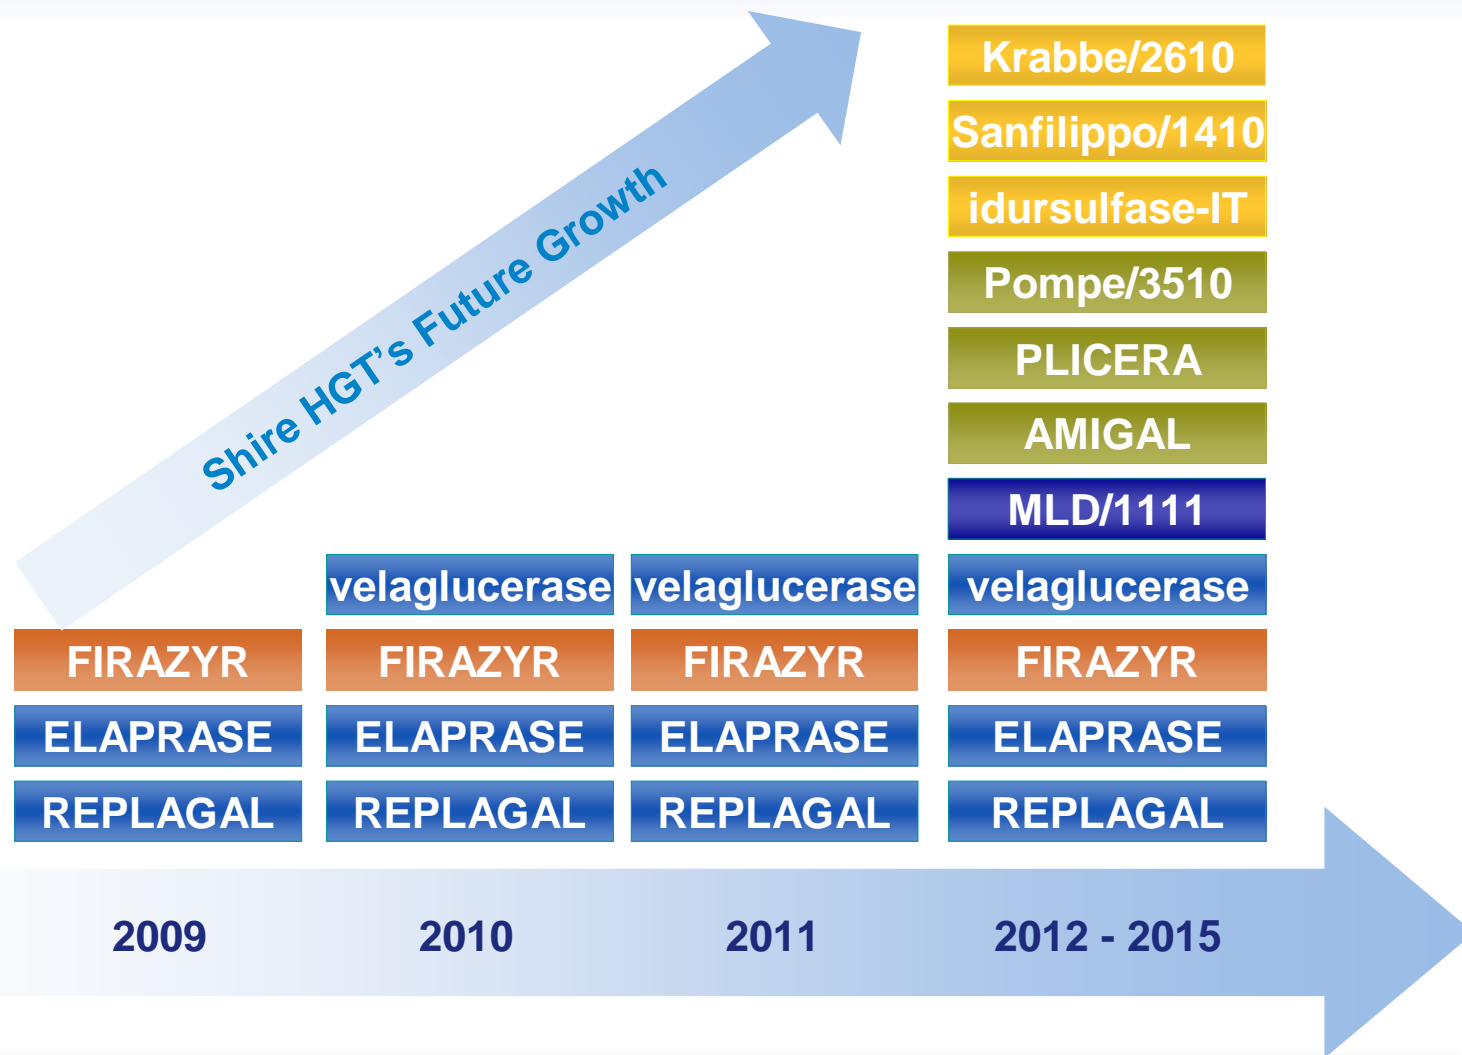 Krabbe/2610
Sanfilippo/1410
idursulfase-IT
Pompe/3510
PLICERA
AMIGAL
MLD/1111
Shire HGT’s Future Growth
velaglucerase velaglucerase velaglucerase
FIRAZYR FIRAZYR FIRAZYR FIRAZYR
ELAPRASE ELAPRASE ELAPRASE ELAPRASE
REPLAGAL REPLAGAL REPLAGAL REPLAGAL
2009 2010 2011 2012 - 2015